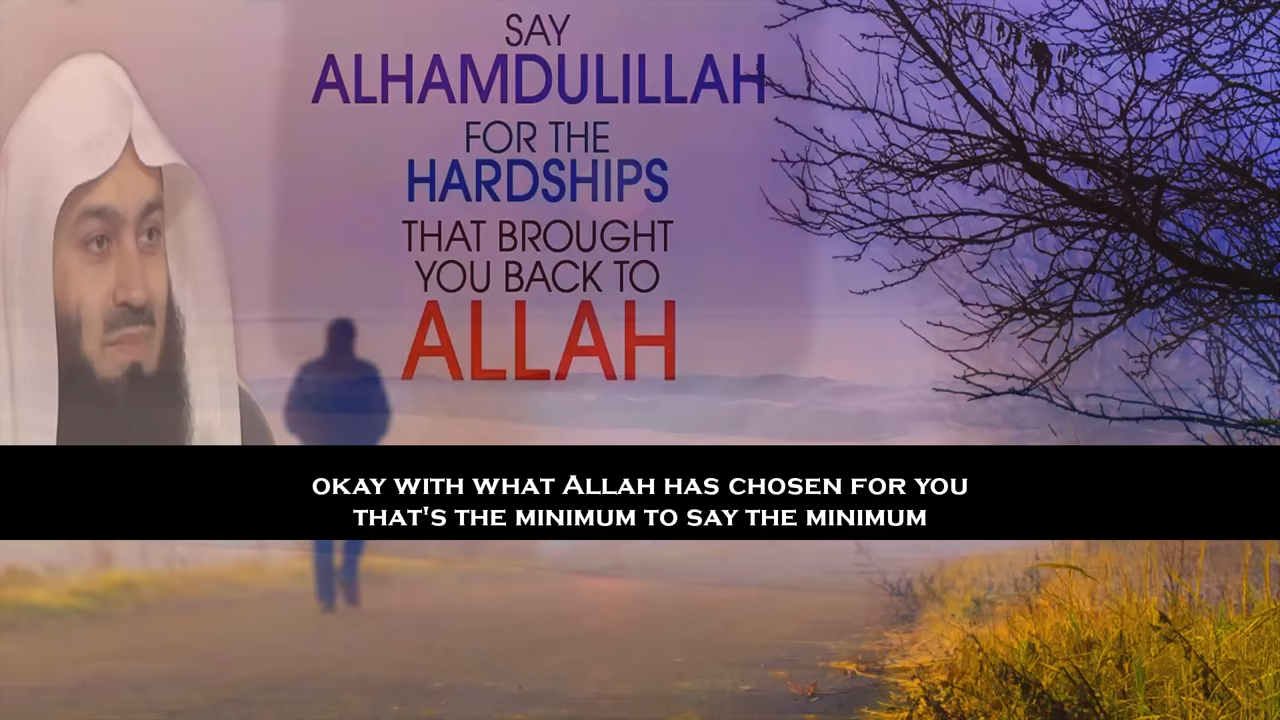 SAY
ALHAMDULILLAH
FOR THE
HARDSHIPS
THAT BROUGHT
YOU BACK TO
ALLAH
OKAY WITH WHAT ALLAH HAS CHOSEN FOR YOU
THAT'S THE MINIMUM TO SAY THE MINIMUM